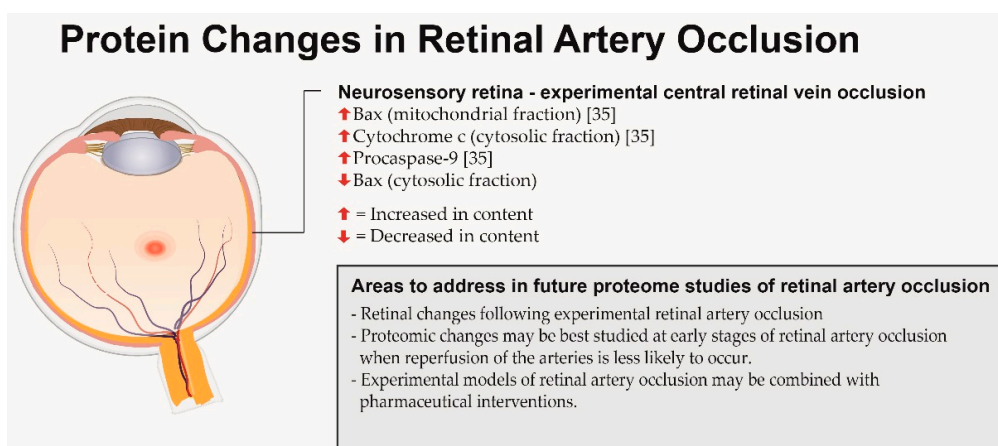 Protein Changes in Retinal Artery Occlusion
Neurosensory retina - experimental central retinal vein occlusion
⬆Bax (mitochondrial fraction) [35]
⬆Cytochrome c (cytosolic fraction) [35]
⬆Procaspase-9 [35]
⬇Bax (cytosolic fraction)
⬆ = Increased in content
⬇ = Decreased in content
Areas to address in future proteome studies of retinal artery occlusion
- Retinal changes following experimental retinal artery occlusion
- Proteomic changes may be best studied at early stages of retinal artery occlusion
when reperfusion of the arteries is less likely to occur.
- Experimental models of retinal artery occlusion may be combined with
pharmaceutical interventions.